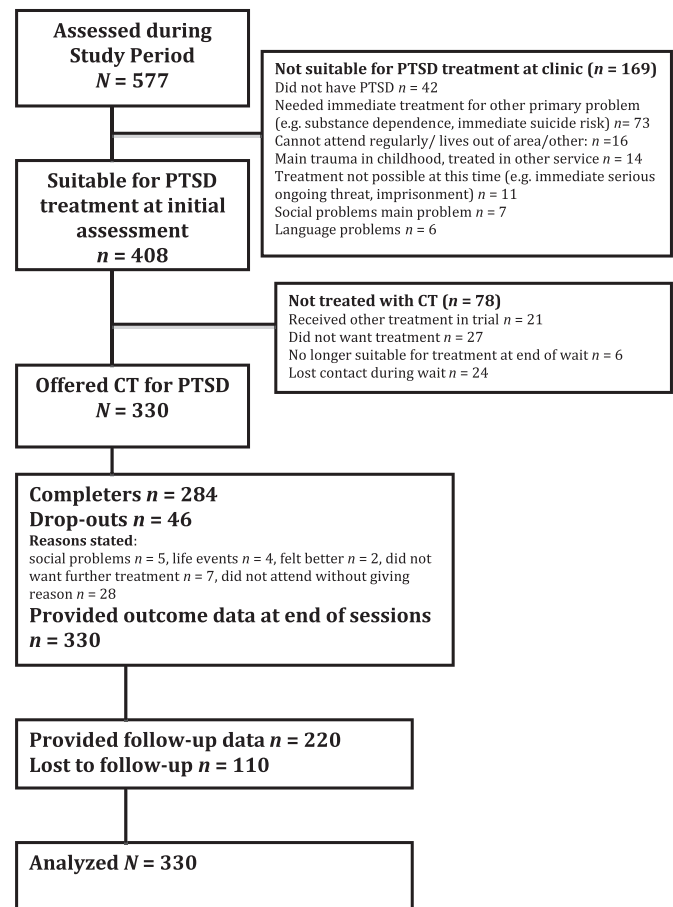 Assessed during
Study Period
N = 577
Not suitable for PTSD treatment at clinic (n = 169)
Did not have PTSD n = 42
Needed immediate treatment for other primary problem
(e.g. substance dependence, immediate suicide risk) n= 73
Cannot attend regularly/ lives out of area/other: n =16
Main trauma in childhood, treated in other service n = 14
Treatment not possible at this time (e.g. immediate serious
ongoing threat, imprisonment) n = 11
Social problems main problem n = 7
Language problems n = 6
Suitable for PTSD
treatment at initial
assessment
n = 408
Not treated with CT (n = 78)
Received other treatment in trial n = 21
Did not want treatment n = 27
No longer suitable for treatment at end of wait n = 6
Lost contact during wait n = 24
Offered CT for PTSD
N = 330
Completers n = 284
Drop-outs n = 46
Reasons stated:
social problems n = 5, life events n = 4, felt better n = 2, did not
want further treatment n = 7, did not attend without giving
reason n = 28
Provided outcome data at end of sessions
n = 330
Provided follow-up data n = 220
Lost to follow-up n = 110
Analyzed N = 330